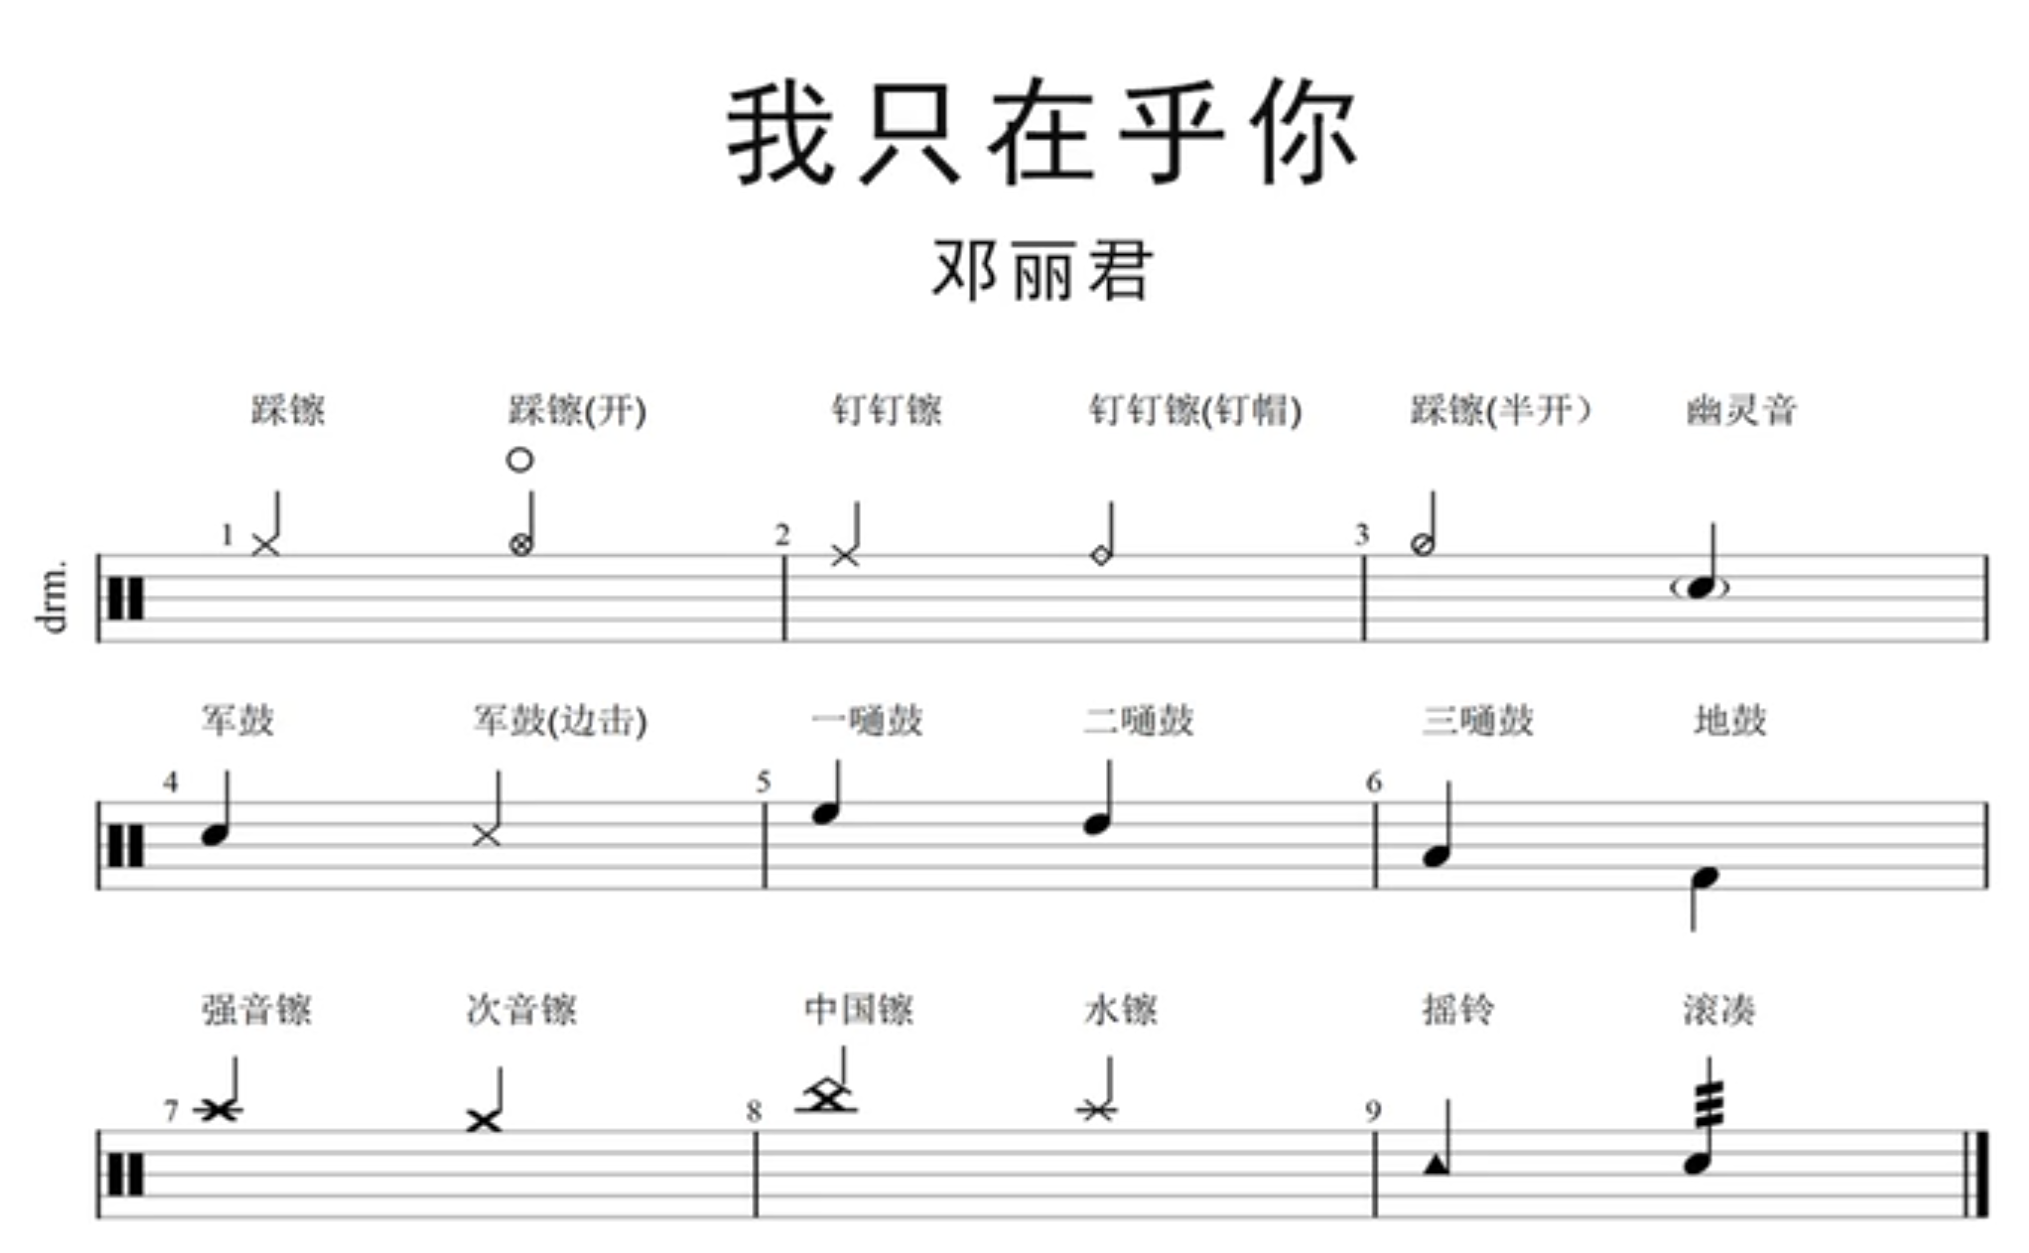 我只在乎你
邓丽君
踩镲 踩镲(开) 钉钉镲 钉钉镲(钉帽) 踩镲(半开） 幽灵音
1 2 3
drm.
军鼓 军鼓(边击) 一嗵鼓 二嗵鼓 三嗵鼓 地鼓
4 5 6
强音镲 次音镲 中国镲 水镲 摇铃 滚凑
7 8 9